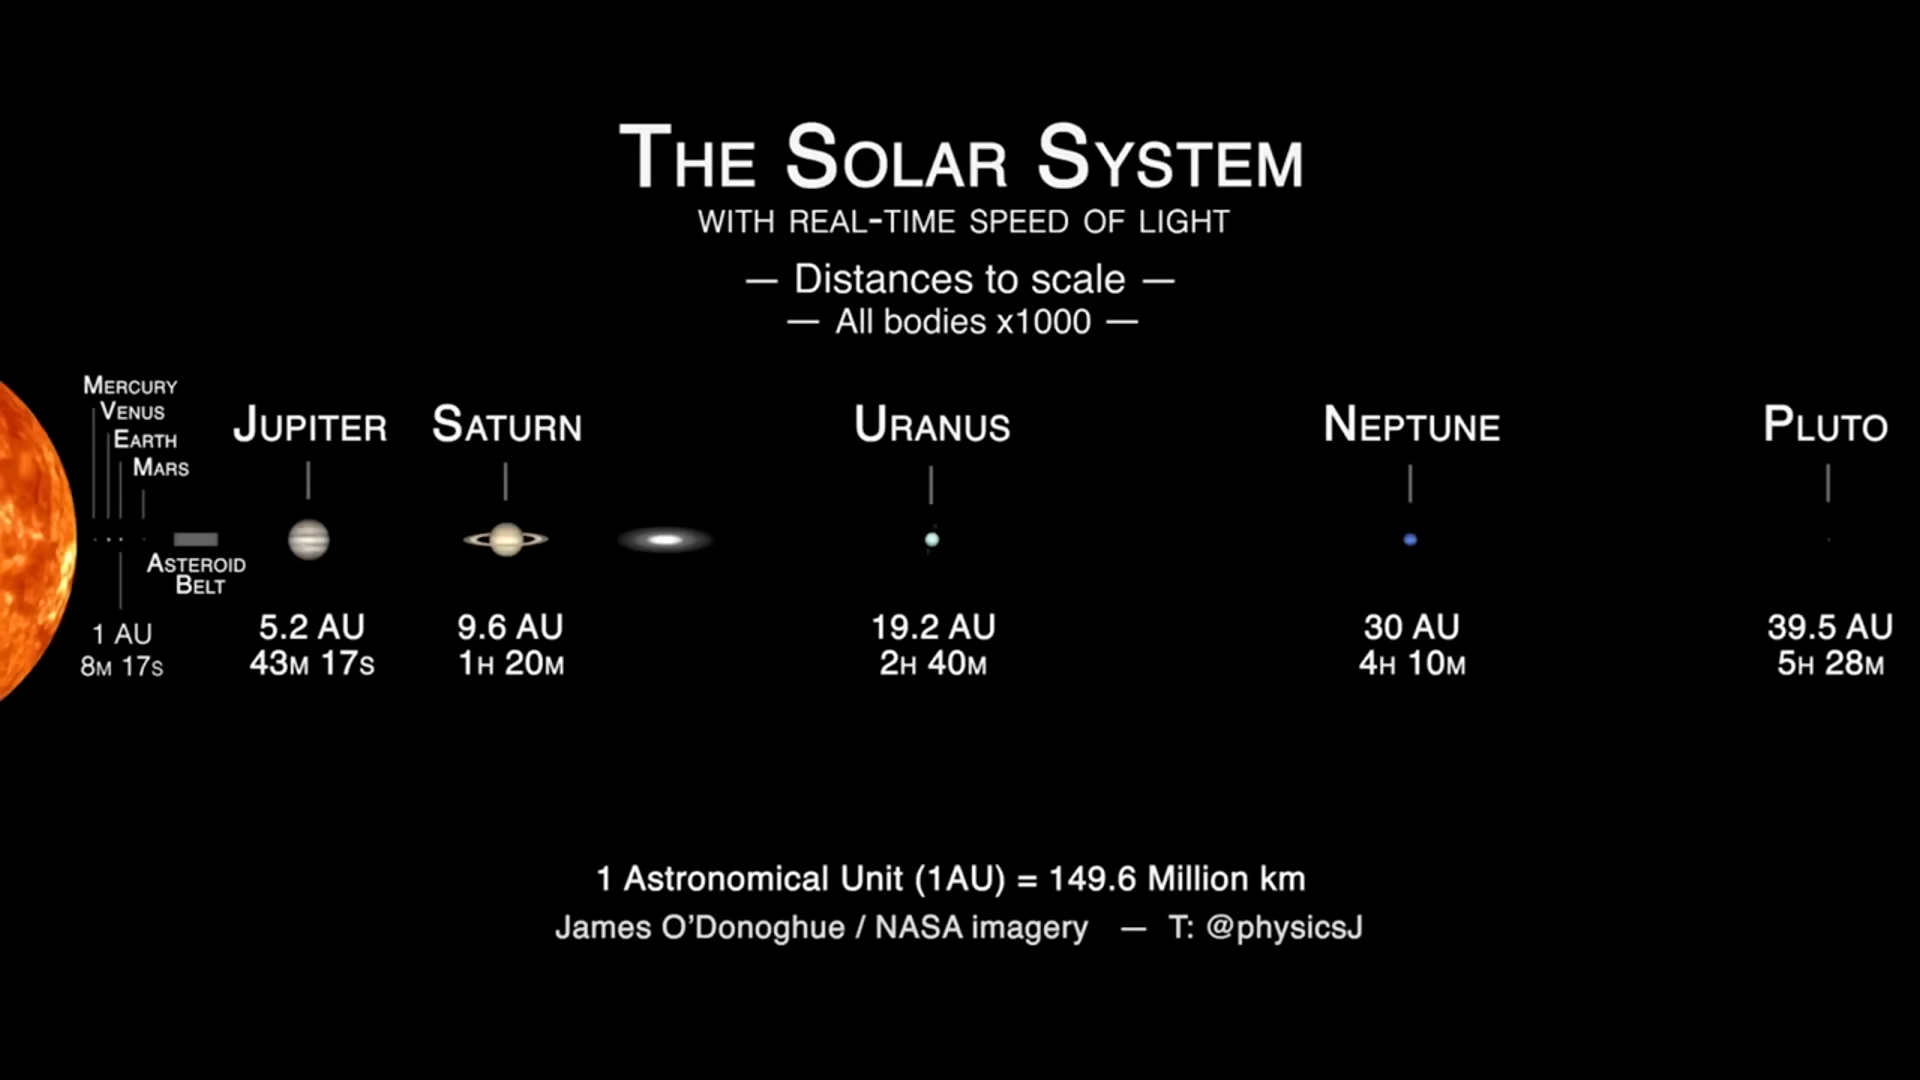 THE SOLAR SYSTEM
WITH REAL-TIME SPEED OF LIGHT
— Distances to scale —
— All bodies x1000 —
MERCURY
VENUS
EARTH
MARS
ASTEROID
BELT
1 AU
8M 17S
JUPITER
5.2 AU
43M 17S
SATURN
9.6 AU
1H 20M
URANUS
19.2 AU
2H 40M
NEPTUNE
30 AU
4H 10M
PLUTO
39.5 AU
5H 28M
1 Astronomical Unit (1AU) = 149.6 Million km
James O’Donoghue / NASA imagery — T: @physicsJ